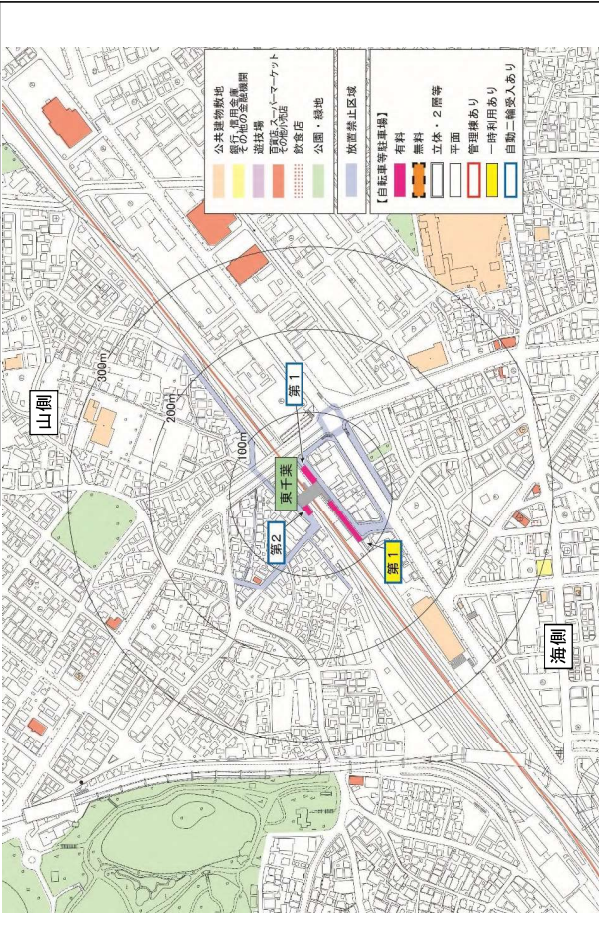 山側
300m
200m
100m
第1
東千葉
第2
第1
海側
公共建物敷地
銀行、信用金庫
その他の金融機関
遊技場
百貨店、スーパーマーケット
その他小売店
飲食店
公園・緑地
放置禁止区域
【自転車等駐車場】
有料
無料
立体・2層等
平面
管理棟あり
一時利用あり
自動二輪受入あり